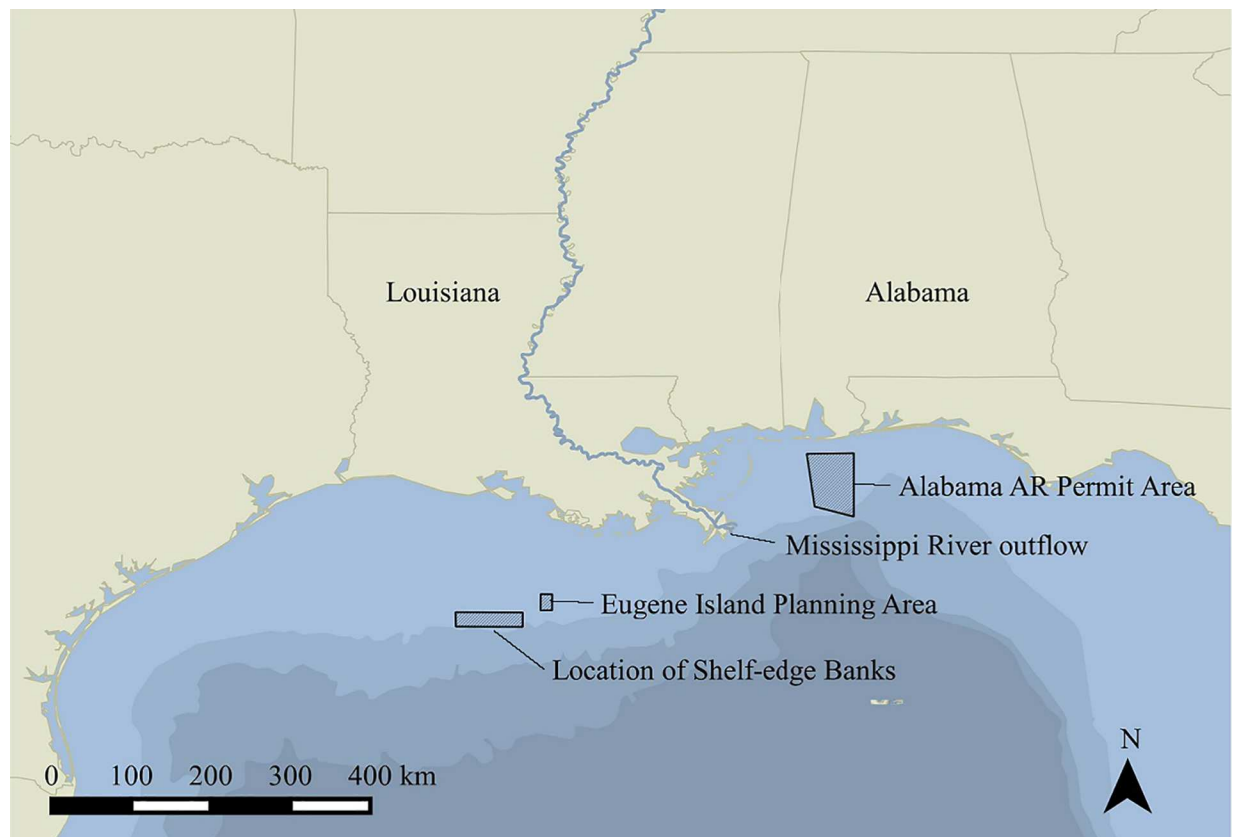 Louisiana
Alabama
Alabama AR Permit Area
Mississippi River outflow
Eugene Island Planning Area
Location of Shelf-edge Banks
N
0 100 200 300 400 km